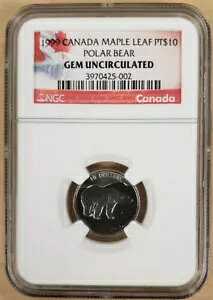 1999 CANADA MAPLE LEAF PT$10
POLAR BEAR
GEM UNCIRCULATED
3970425-002
NGC
Canada